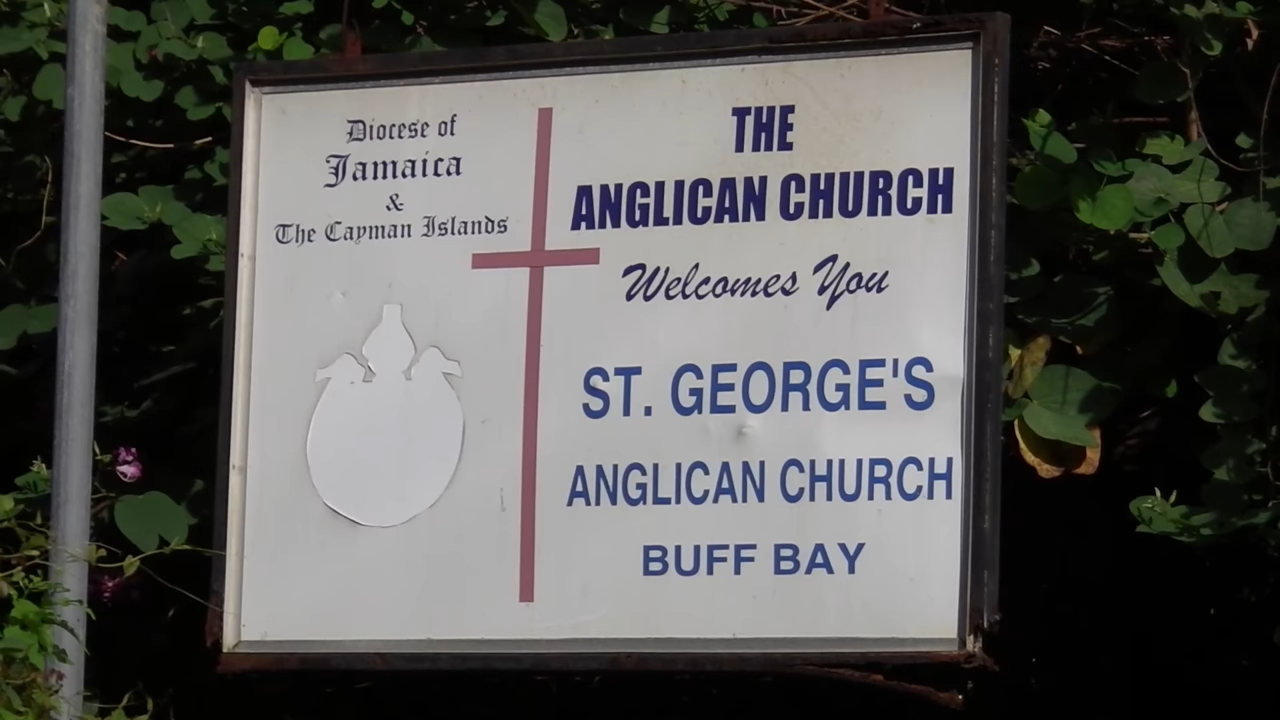 Diocese of
Jamaica
&
The Cayman Islands
THE
ANGLICAN CHURCH
Welcomes You
ST. GEORGE'S
ANGLICAN CHURCH
BUFF BAY